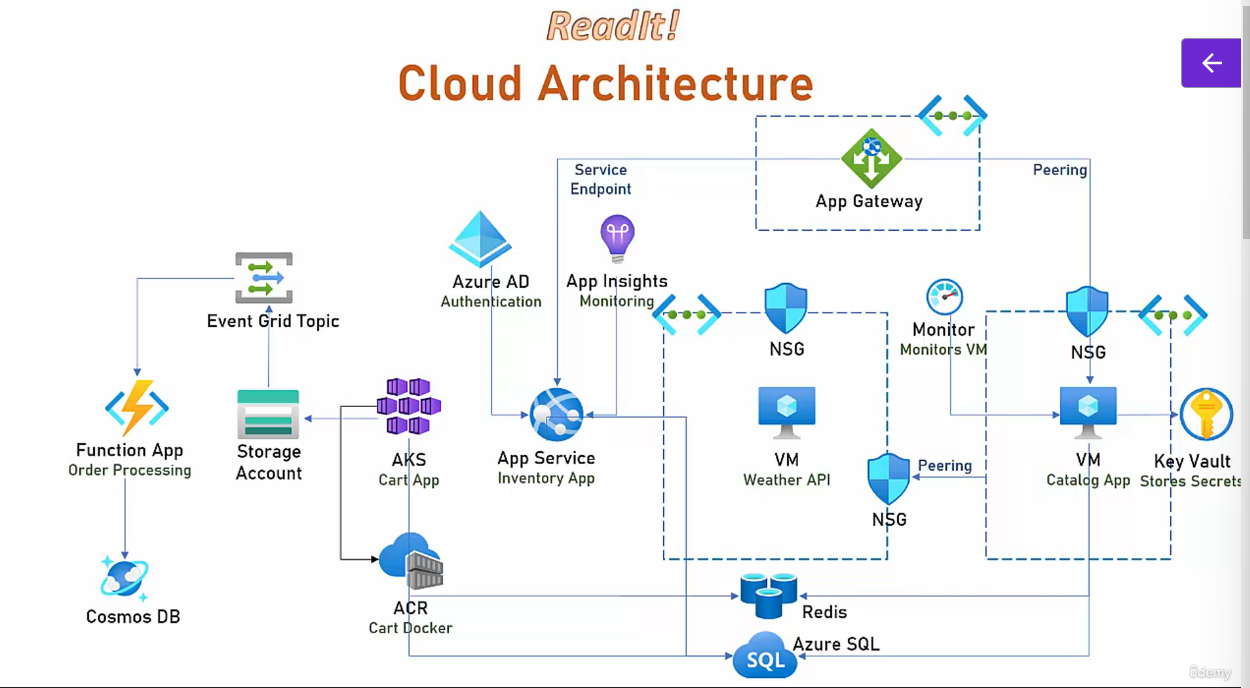 ReadIt!
Cloud Architecture
Service
Endpoint
Peering
App Gateway
Azure AD
Authentication
App Insights
Monitoring
Event Grid Topic
NSG
Monitor
Monitors VM
NSG
Function App
Order Processing
Storage
Account
AKS
Cart App
App Service
Inventory App
VM
Weather API
Peering
NSG
VM
Catalog App
Key Vault
Stores Secrets
Cosmos DB
ACR
Cart Docker
Redis
Azure SQL
SQL
ûdemy